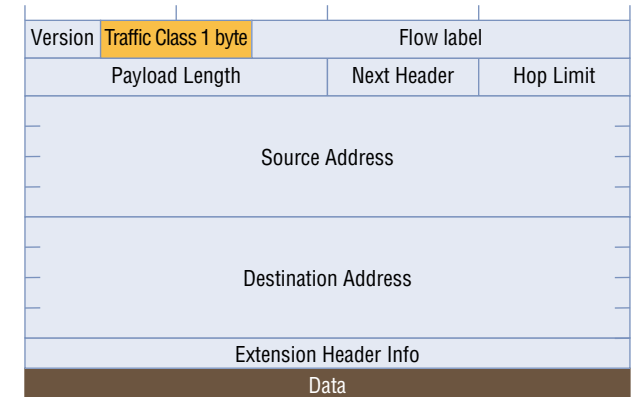 Version Traffic Class 1 byte Flow label
Payload Length Next Header Hop Limit
Source Address
Destination Address
Extension Header Info
Data